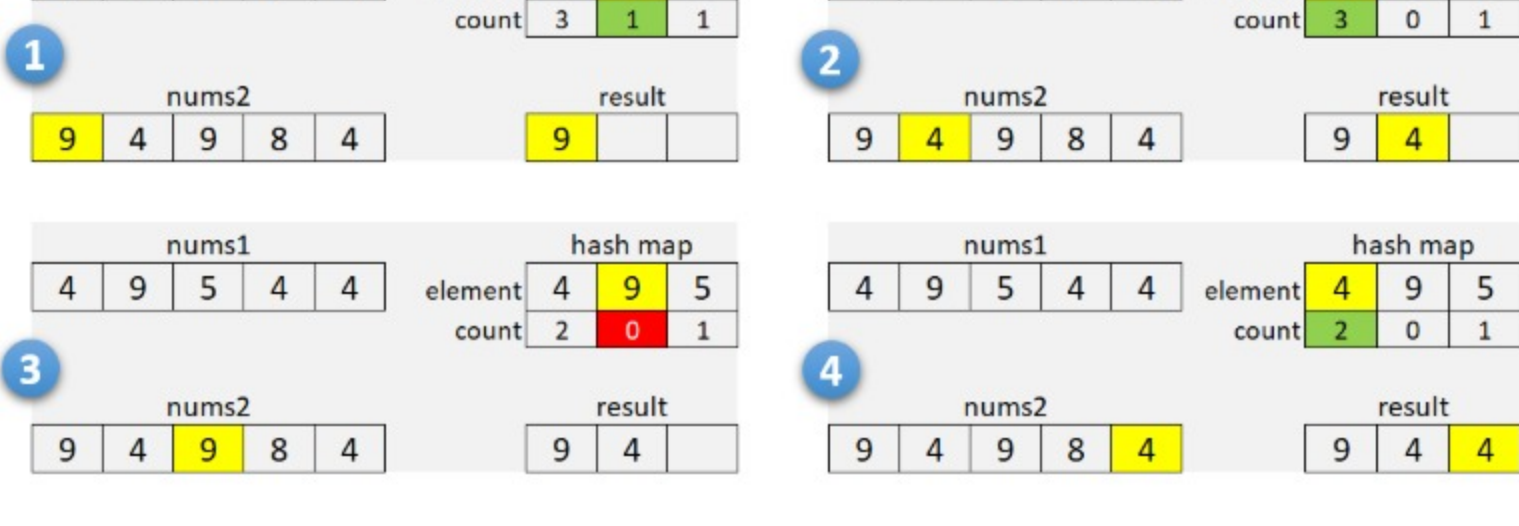 count 3 1 1
1
nums2
9 4 9 8 4
result
9
count 3 0 1
2
nums2
9 4 9 8 4
result
9 4
nums1
4 9 5 4 4
hash map
element 4 9 5
count 2 0 1
3
nums2
9 4 9 8 4
result
9 4
nums1
4 9 5 4 4
hash map
element 4 9 5
count 2 0 1
4
nums2
9 4 9 8 4
result
9 4 4